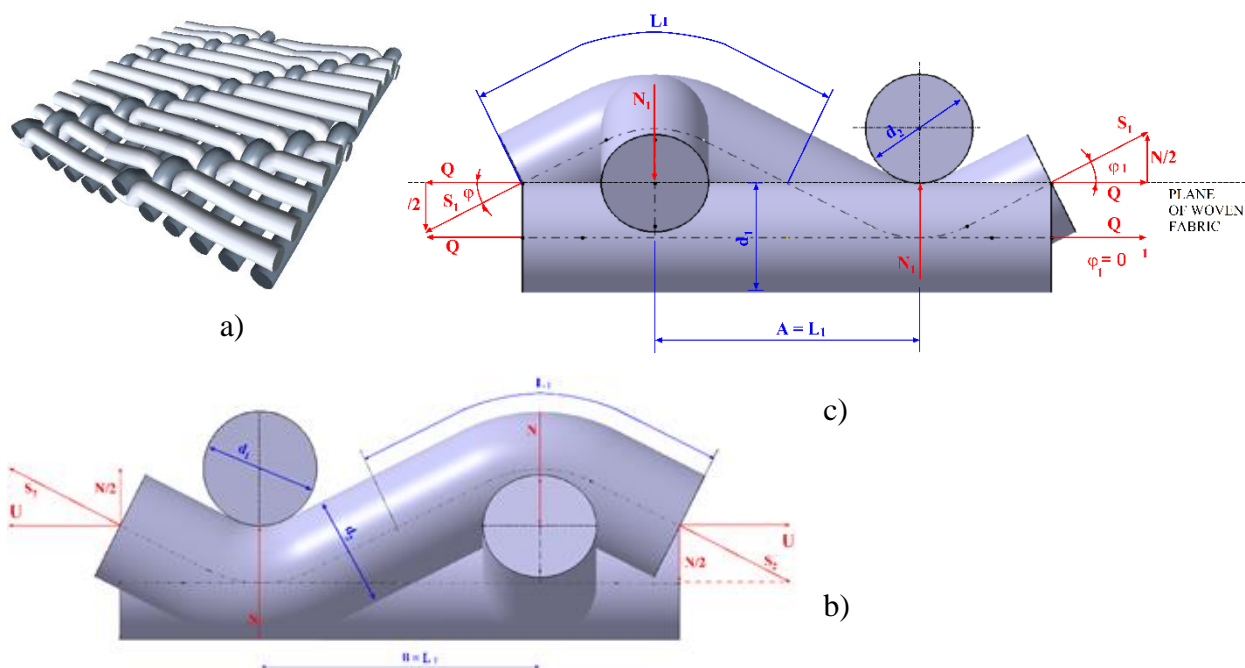 L1
N1
d2
S1
N/2
Q
φ
φ1
Q
/2
S1
Q
PLANE
OF WOVEN
FABRIC
Q
d1
N1
φ1 = 0
1
a)
A = L1
c)
d1
N
S2
N/2
U
d2
U
N/2
S2
N
b)